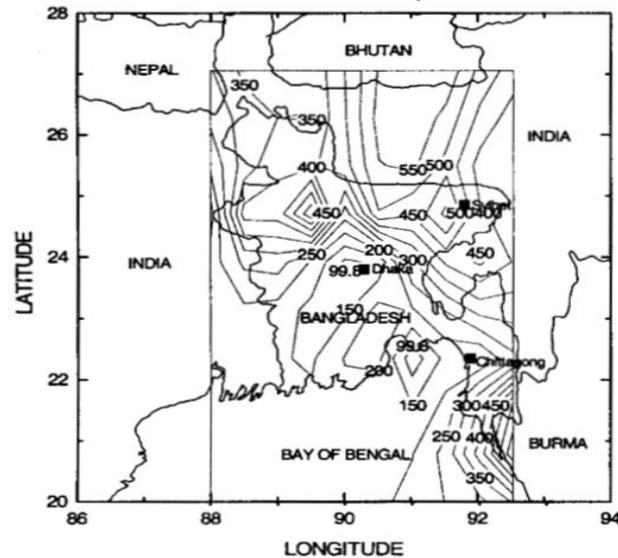 28
BHUTAN
NEPAL
350
26
350
INDIA
400
550 500
450 450 500 400 Sylhet
LATITUDE
24
INDIA
250 200 300 450
99.8 Dhaka
150
BANGLADESH
99.8
22
200
Chittagong
150 300 450
250 400
BAY OF BENGAL
BURMA
350
20
86 88 90 92 94
LONGITUDE